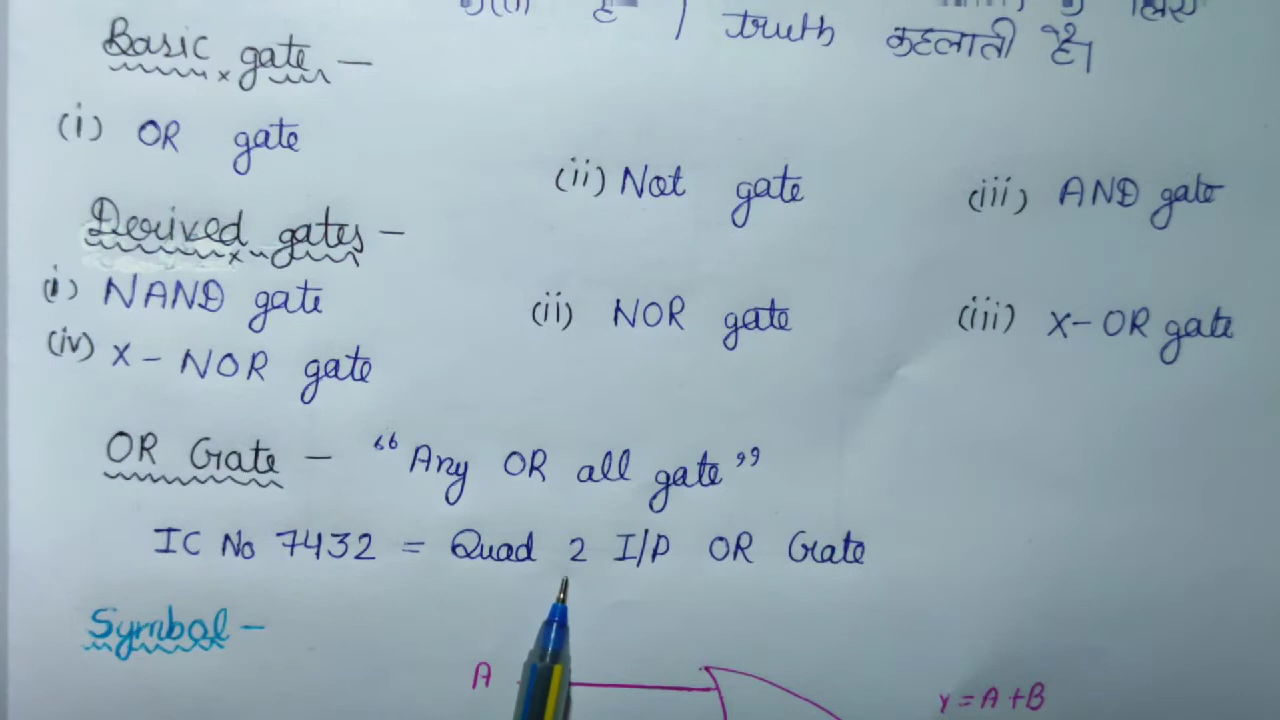 है / truth कहलाती है।
Basic gate —
(i) OR gate (ii) Not gate (iii) AND gate
Derived gates —
(i) NAND gate (ii) NOR gate (iii) X-OR gate
(iv) X-NOR gate
OR Gate — "Any OR all gate"
IC No 7432 = Quad 2 I/P OR Gate
Symbol —
A
Y = A + B